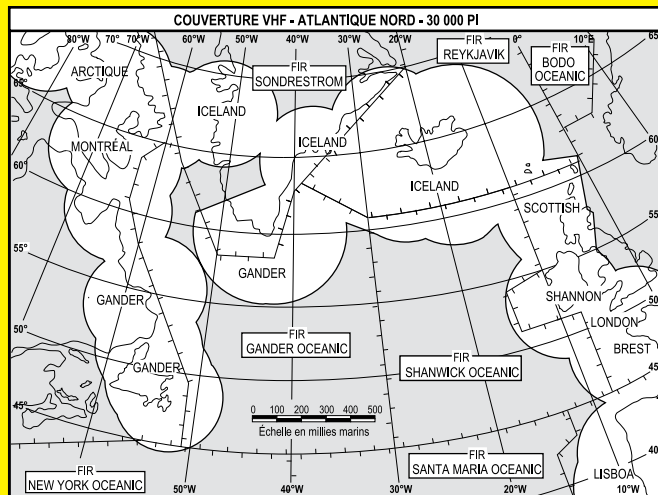 COUVERTURE VHF - ATLANTIQUE NORD - 30 000 PI
80°W 70°W 60°W 50°W 40°W 30°W 20°W 10°W 0° 10°E
65°
ARCTIQUE
FIR
SONDRESTROM
FIR
REYKJAVIK
FIR
BODO
OCEANIC
65°
ICELAND
ICELAND
MONTRÉAL
60°
60°
ICELAND
SCOTTISH
55°
55°
GANDER
SHANNON
GANDER
50°
LONDON
50°
BREST
FIR
GANDER OCEANIC
GANDER
FIR
SHANWICK OCEANIC
45°
45°
0 100 200 300 400 500
Échelle en millies marins
FIR
NEW YORK OCEANIC
FIR
SANTA MARIA OCEANIC
40°
LISBOA
50°W 40°W 30°W 20°W 10°W